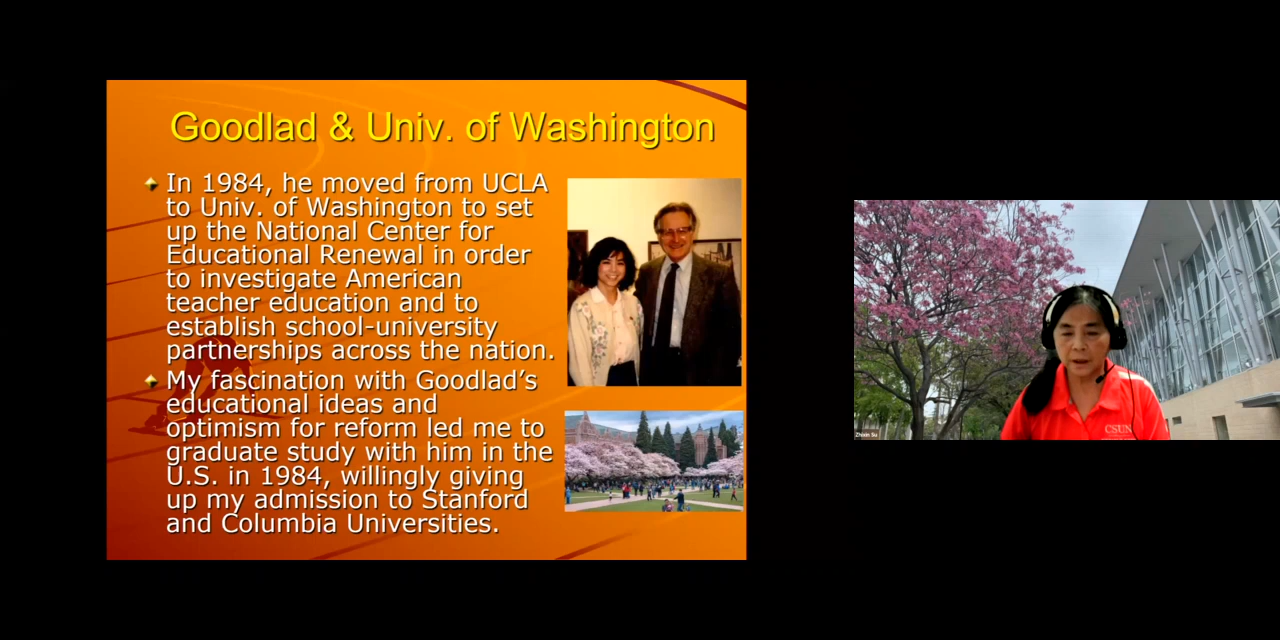 Goodlad & Univ. of Washington
In 1984, he moved from UCLA
to Univ. of Washington to set
up the National Center for
Educational Renewal in order
to investigate American
teacher education and to
establish school-university
partnerships across the nation.
My fascination with Goodlad’s
educational ideas and
optimism for reform led me to
graduate study with him in the
U.S. in 1984, willingly giving
up my admission to Stanford
and Columbia Universities.
CSUN
Zhixin Su